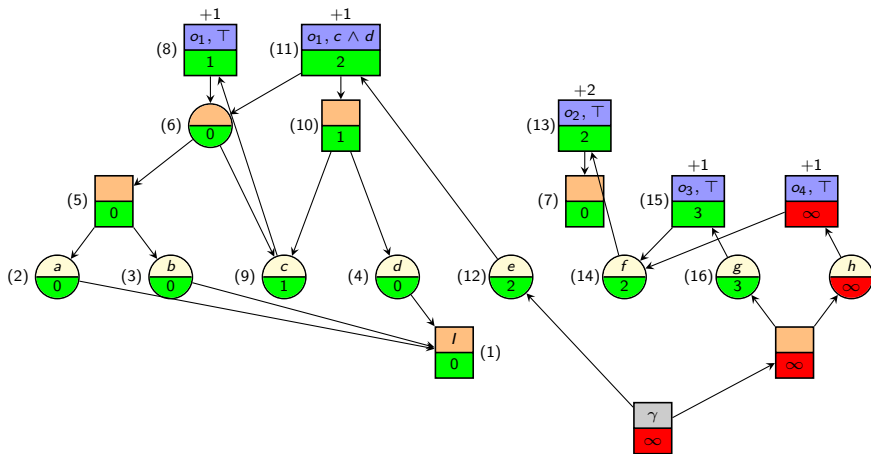 +1 +1
(8) o₁, ⊤ (11) o₁, c ∧ d
1 2
+2
(6) 0 (10) 1 (13) o₂, ⊤
2
+1 +1
(5) 0 (7) 0 (15) o₃, ⊤ o₄, ⊤
3 ∞
(2) a (3) b (9) c (4) d (12) e (14) f (16) g h
0 0 1 0 2 2 3 ∞
I (1)
0 ∞
γ
∞